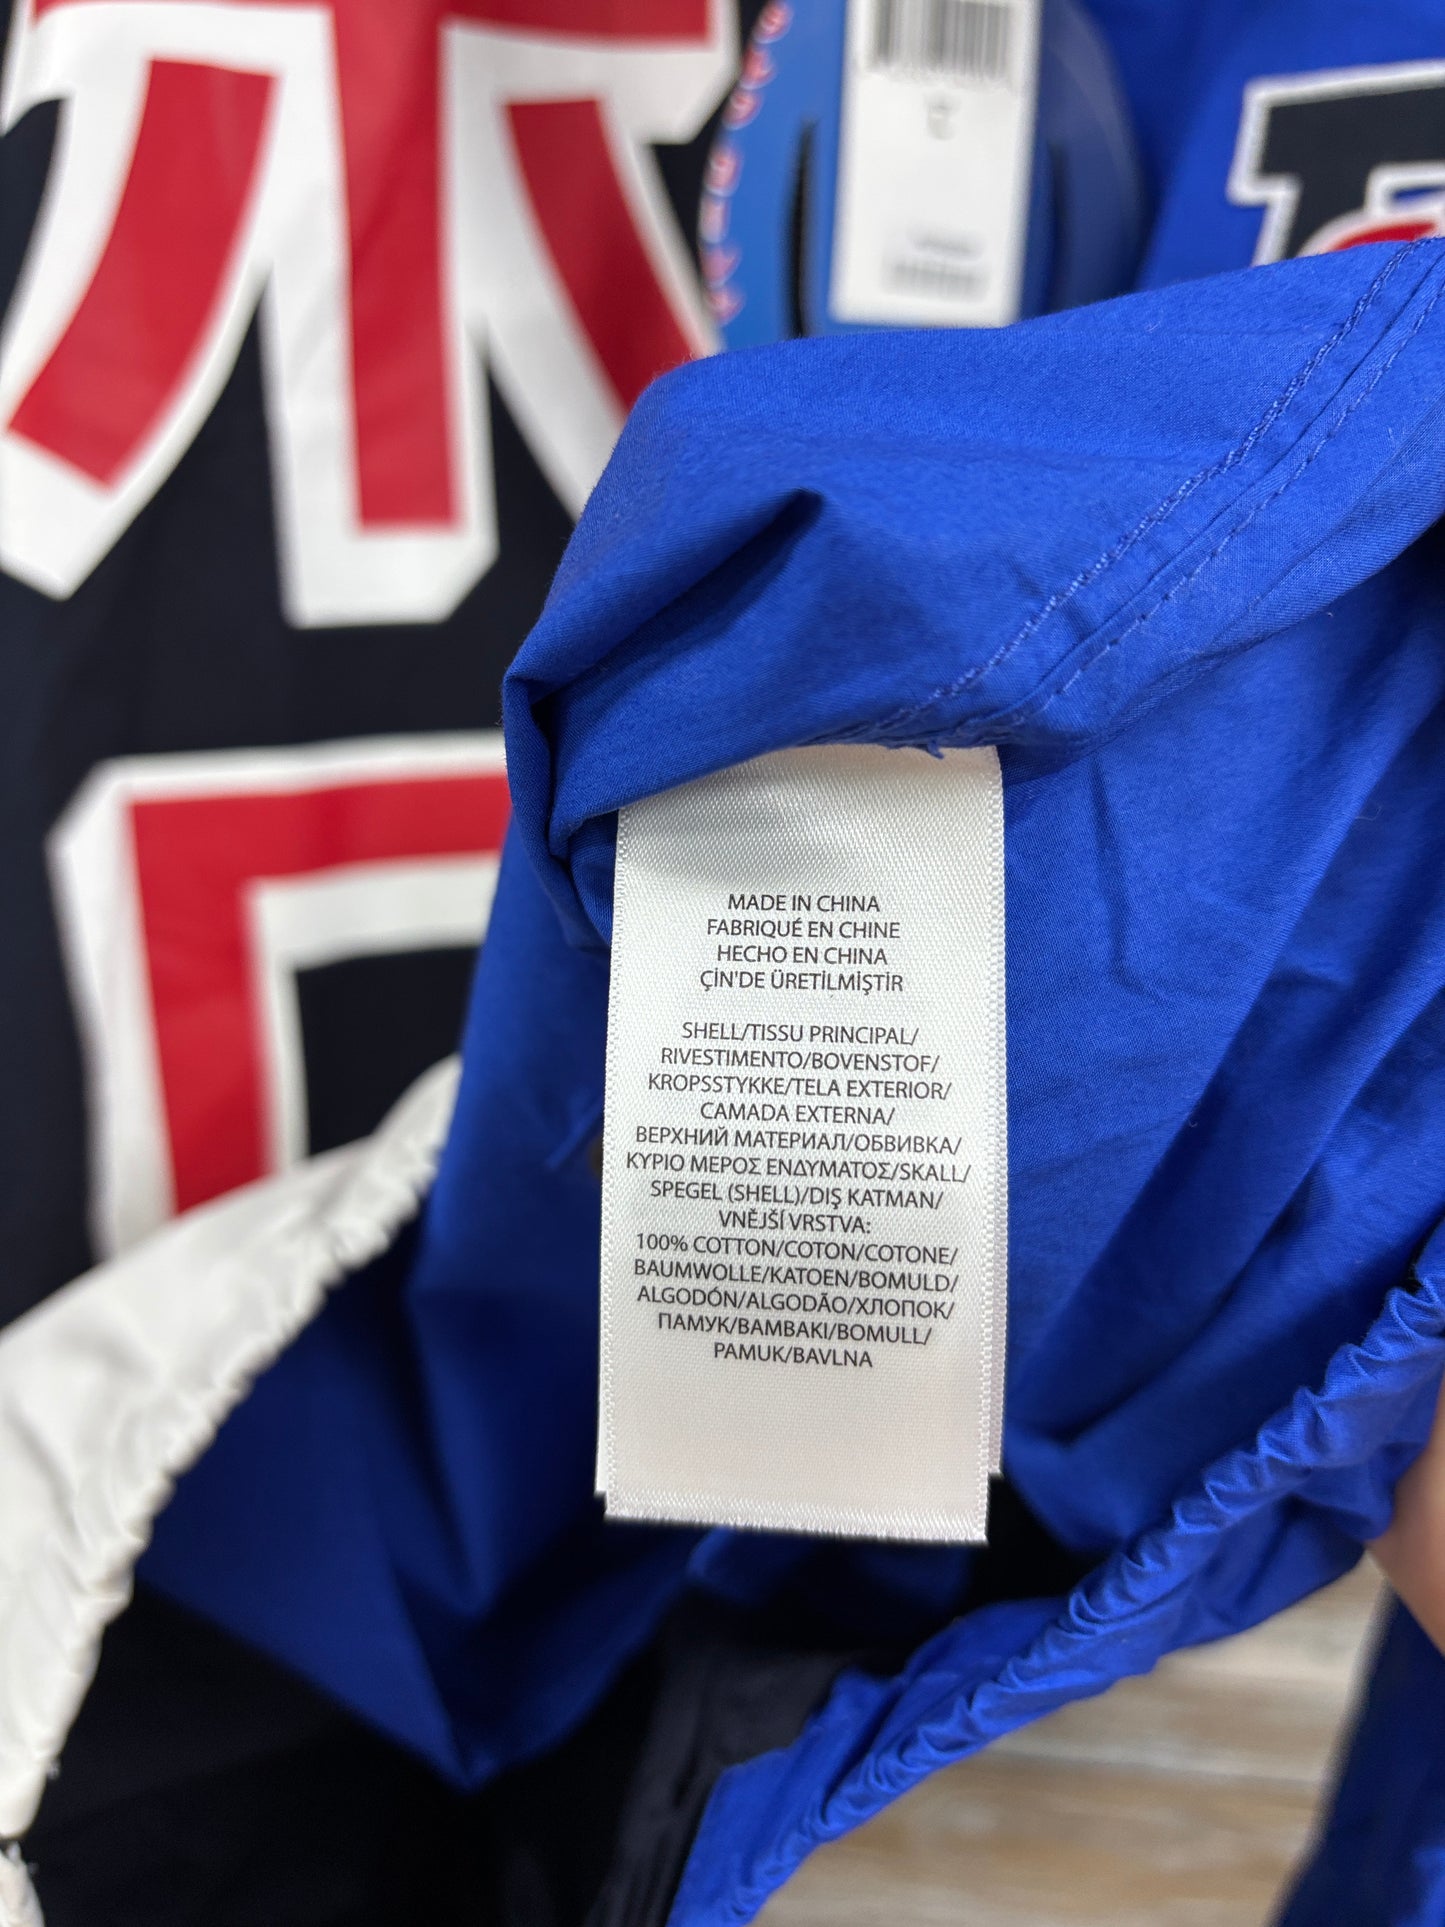 MADE IN CHINA
FABRIQUÉ EN CHINE
HECHO EN CHINA
ÇİN'DE ÜRETİLMİŞTİR
SHELL/TISSU PRINCIPAL/
RIVESTIMENTO/BOVENSTOF/
KROPSSTYKKE/TELA EXTERIOR/
CAMADA EXTERNA/
ВЕРХНИЙ МАТЕРИАЛ/ОБВИВКА/
ΚΥΡΙΟ ΜΕΡΟΣ ΕΝΔΥΜΑΤΟΣ/SKALL/
SPEGEL (SHELL)/DIŞ KATMAN/
VNĚJŠÍ VRSTVA:
100% COTTON/COTON/COTONE/
BAUMWOLLE/KATOEN/BOMULD/
ALGODÓN/ALGODÃO/ХЛОПОК/
ПАМУК/ΒΑΜΒΑΚΙ/BOMULL/
PAMUK/BAVLNA